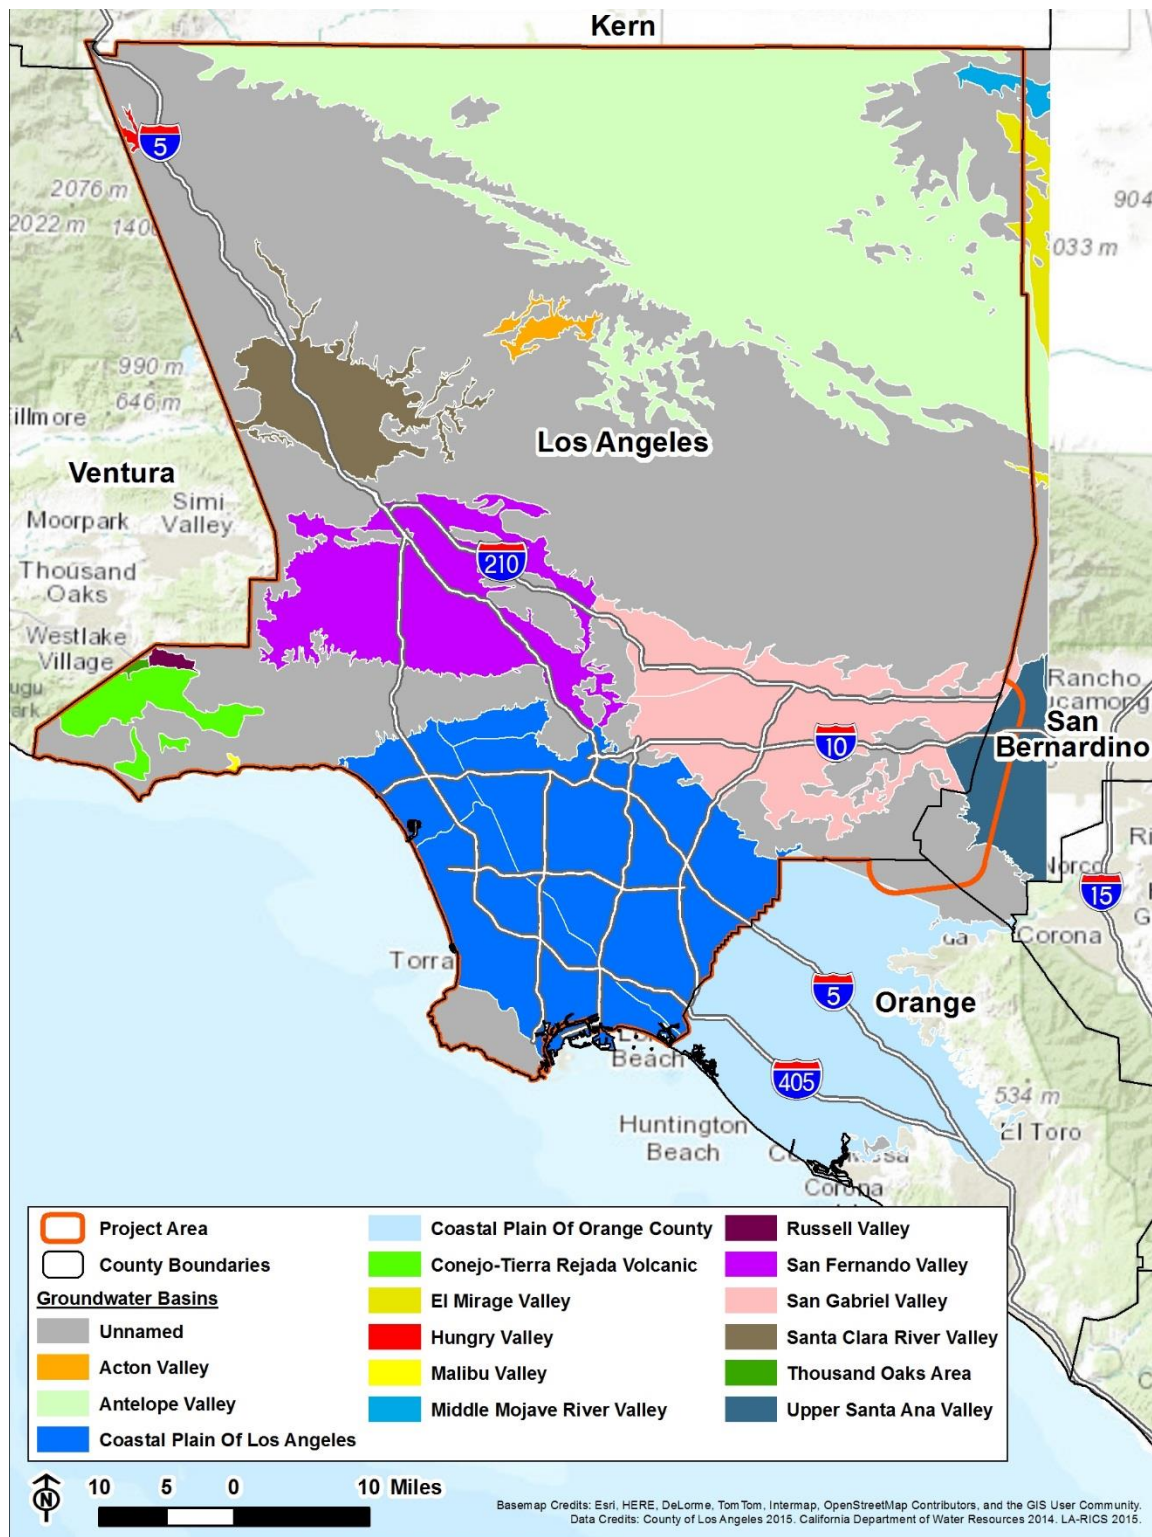 Kern
5
2076 m
2022 m
904
033 m
990 m
646 m
Los Angeles
Ventura
Simi
Valley
Moorpark
Thousand
Oaks
210
Westlake
Village
Rancho
San
Bernardino
10
Norco
15
Corona
Torra
5
Orange
Beach
405
534 m
El Toro
Huntington
Beach
Corona
Project Area
County Boundaries
Groundwater Basins
Unnamed
Acton Valley
Antelope Valley
Coastal Plain Of Los Angeles
Coastal Plain Of Orange County
Conejo-Tierra Rejada Volcanic
El Mirage Valley
Hungry Valley
Malibu Valley
Middle Mojave River Valley
Russell Valley
San Fernando Valley
San Gabriel Valley
Santa Clara River Valley
Thousand Oaks Area
Upper Santa Ana Valley
N
10 5 0 10 Miles
Basemap Credits: Esri, HERE, DeLorme, TomTom, Intermap, OpenStreetMap Contributors, and the GIS User Community.
Data Credits: County of Los Angeles 2015. California Department of Water Resources 2014. LA-RICS 2015.